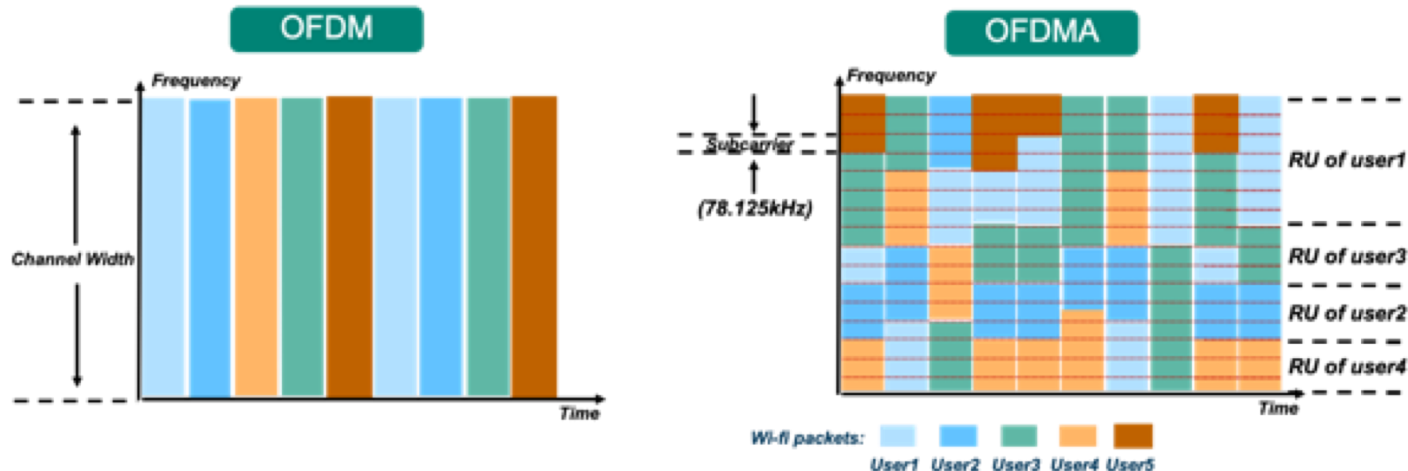 OFDM
OFDMA
Frequency
Channel Width
Time
Frequency
Subcarrier
(78.125kHz)
RU of user1
RU of user3
RU of user2
RU of user4
Time
Wi-fi packets:
User1 User2 User3 User4 User5